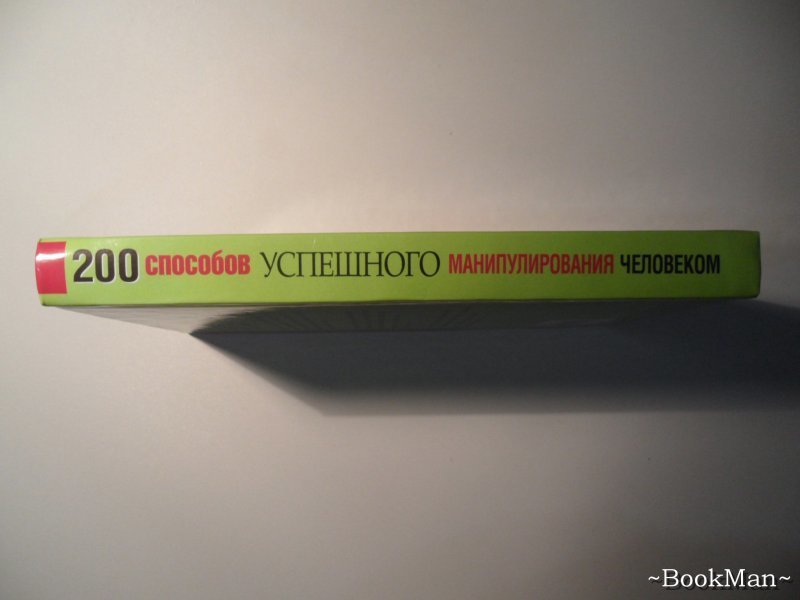 200 СПОСОБОВ УСПЕШНОГО МАНИПУЛИРОВАНИЯ ЧЕЛОВЕКОМ
~BookMan~